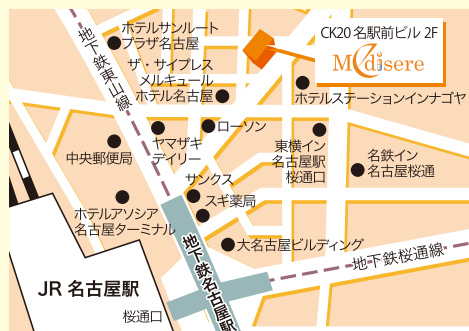 CK20 名駅前ビル 2F
Medisere
地下鉄東山線
ホテルサンルート
プラザ名古屋
ザ・サイプレス
メルキュール
ホテル名古屋
ホテルステーションインナゴヤ
ローソン
ヤマザキ
デイリー
中央郵便局
東横イン
名古屋駅
桜通口
名鉄イン
名古屋桜通
サンクス
スギ薬局
ホテルアソシア
名古屋ターミナル
大名古屋ビルディング
地下鉄桜通線
地下鉄名古屋駅
JR 名古屋駅
桜通口